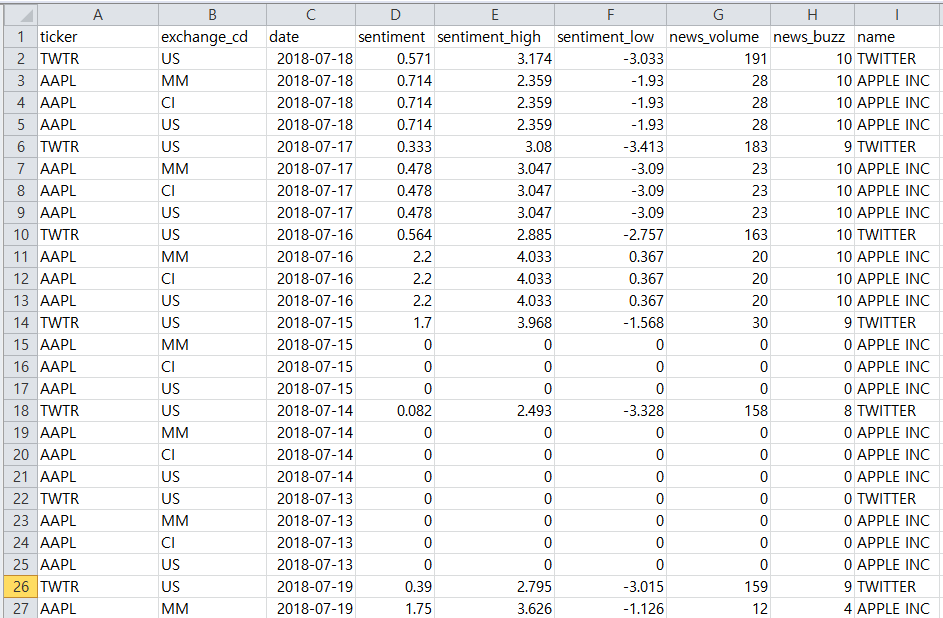 A B C D E F G H I
1 ticker exchange_cd date sentiment sentiment_high sentiment_low news_volume news_buzz name
2 TWTR US 2018-07-18 0.571 3.174 -3.033 191 10 TWITTER
3 AAPL MM 2018-07-18 0.714 2.359 -1.93 28 10 APPLE INC
4 AAPL CI 2018-07-18 0.714 2.359 -1.93 28 10 APPLE INC
5 AAPL US 2018-07-18 0.714 2.359 -1.93 28 10 APPLE INC
6 TWTR US 2018-07-17 0.333 3.08 -3.413 183 9 TWITTER
7 AAPL MM 2018-07-17 0.478 3.047 -3.09 23 10 APPLE INC
8 AAPL CI 2018-07-17 0.478 3.047 -3.09 23 10 APPLE INC
9 AAPL US 2018-07-17 0.478 3.047 -3.09 23 10 APPLE INC
10 TWTR US 2018-07-16 0.564 2.885 -2.757 163 10 TWITTER
11 AAPL MM 2018-07-16 2.2 4.033 0.367 20 10 APPLE INC
12 AAPL CI 2018-07-16 2.2 4.033 0.367 20 10 APPLE INC
13 AAPL US 2018-07-16 2.2 4.033 0.367 20 10 APPLE INC
14 TWTR US 2018-07-15 1.7 3.968 -1.568 30 9 TWITTER
15 AAPL MM 2018-07-15 0 0 0 0 0 APPLE INC
16 AAPL CI 2018-07-15 0 0 0 0 0 APPLE INC
17 AAPL US 2018-07-15 0 0 0 0 0 APPLE INC
18 TWTR US 2018-07-14 0.082 2.493 -3.328 158 8 TWITTER
19 AAPL MM 2018-07-14 0 0 0 0 0 APPLE INC
20 AAPL CI 2018-07-14 0 0 0 0 0 APPLE INC
21 AAPL US 2018-07-14 0 0 0 0 0 APPLE INC
22 TWTR US 2018-07-13 0 0 0 0 0 TWITTER
23 AAPL MM 2018-07-13 0 0 0 0 0 APPLE INC
24 AAPL CI 2018-07-13 0 0 0 0 0 APPLE INC
25 AAPL US 2018-07-13 0 0 0 0 0 APPLE INC
26 TWTR US 2018-07-19 0.39 2.795 -3.015 159 9 TWITTER
27 AAPL MM 2018-07-19 1.75 3.626 -1.126 12 4 APPLE INC